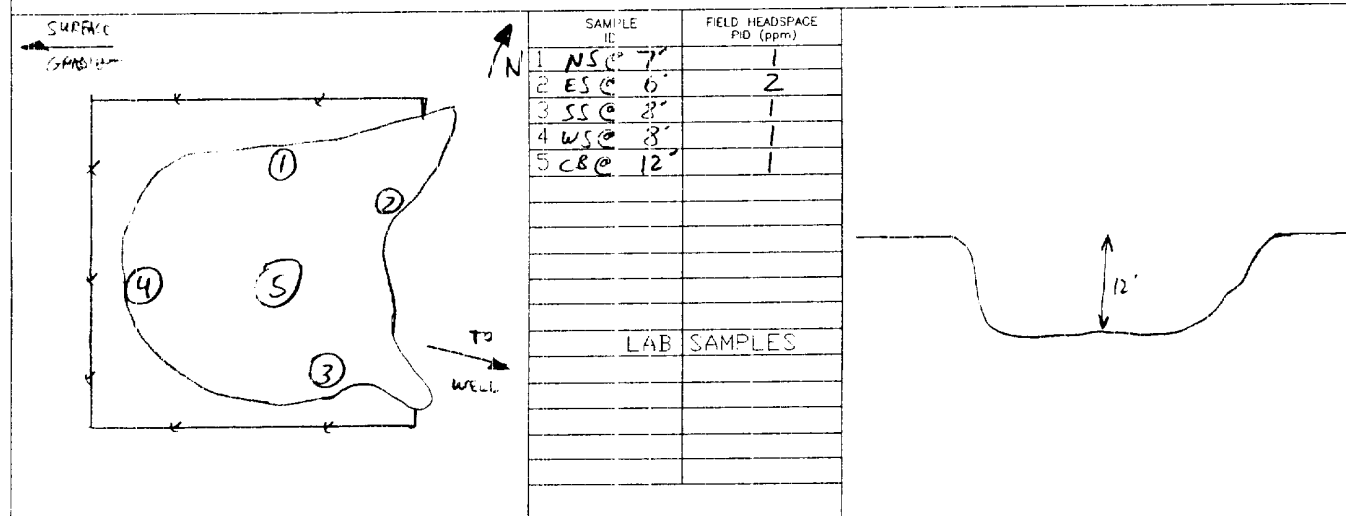 SURFACE
N
1
2
3
4
5
TO
WELL
SAMPLE ID FIELD HEADSPACE PID (ppm)
1 NS@ 7' 1
2 ES@ 6' 2
3 SS@ 8' 1
4 WS@ 8' 1
5 CB@ 12' 1
LAB SAMPLES
12'